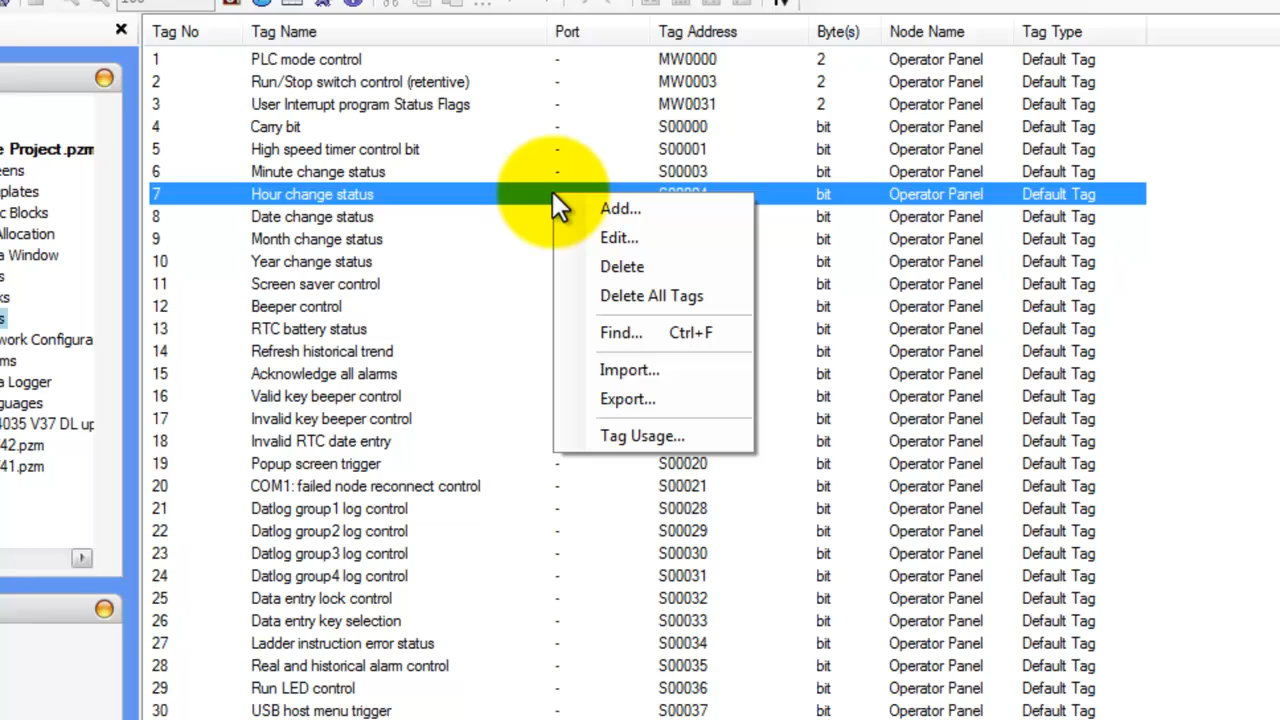 Tag No Tag Name Port Tag Address Byte(s) Node Name Tag Type
1 PLC mode control - MW0000 2 Operator Panel Default Tag
2 Run/Stop switch control (retentive) - MW0003 2 Operator Panel Default Tag
3 User Interrupt program Status Flags - MW0031 2 Operator Panel Default Tag
4 Carry bit - S00000 bit Operator Panel Default Tag
5 High speed timer control bit - S00001 bit Operator Panel Default Tag
6 Minute change status - S00003 bit Operator Panel Default Tag
7 Hour change status bit Operator Panel Default Tag
8 Date change status bit Operator Panel Default Tag
9 Month change status bit Operator Panel Default Tag
10 Year change status bit Operator Panel Default Tag
11 Screen saver control bit Operator Panel Default Tag
12 Beeper control bit Operator Panel Default Tag
13 RTC battery status bit Operator Panel Default Tag
14 Refresh historical trend bit Operator Panel Default Tag
15 Acknowledge all alarms bit Operator Panel Default Tag
16 Valid key beeper control bit Operator Panel Default Tag
17 Invalid key beeper control bit Operator Panel Default Tag
18 Invalid RTC date entry bit Operator Panel Default Tag
19 Popup screen trigger - S00020 bit Operator Panel Default Tag
20 COM1: failed node reconnect control - S00021 bit Operator Panel Default Tag
21 Datlog group1 log control - S00028 bit Operator Panel Default Tag
22 Datlog group2 log control - S00029 bit Operator Panel Default Tag
23 Datlog group3 log control - S00030 bit Operator Panel Default Tag
24 Datlog group4 log control - S00031 bit Operator Panel Default Tag
25 Data entry lock control - S00032 bit Operator Panel Default Tag
26 Data entry key selection - S00033 bit Operator Panel Default Tag
27 Ladder instruction error status - S00034 bit Operator Panel Default Tag
28 Real and historical alarm control - S00035 bit Operator Panel Default Tag
29 Run LED control - S00036 bit Operator Panel Default Tag
30 USB host menu trigger - S00037 bit Operator Panel Default Tag
Add...
Edit...
Delete
Delete All Tags
Find... Ctrl+F
Import...
Export...
Tag Usage...
e Project.pzm
eens
plates
c Blocks
Allocation
a Window
s
ks
s
work Configura
ms
a Logger
guages
4035 V37 DL up
42.pzm
41.pzm